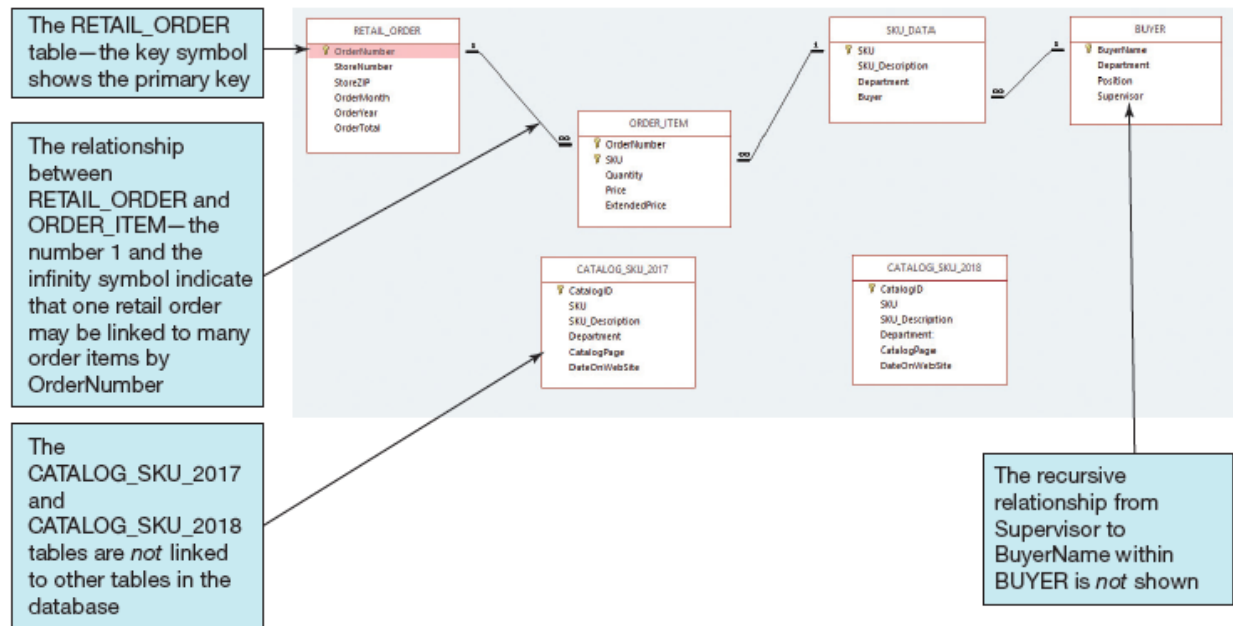 The RETAIL_ORDER
table—the key symbol
shows the primary key
The relationship
between
RETAIL_ORDER and
ORDER_ITEM—the
number 1 and the
infinity symbol indicate
that one retail order
may be linked to many
order items by
OrderNumber
The
CATALOG_SKU_2017
and
CATALOG_SKU_2018
tables are not linked
to other tables in the
database
RETAIL_ORDER
OrderNumber
StoreNumber
StoreZIP
OrderMonth
OrderYear
OrderTotal
1
∞
ORDER_ITEM
OrderNumber
SKU
Quantity
Price
ExtendedPrice
∞
1
SKU_DATA
SKU
SKU_Description
Department
Buyer
∞
1
BUYER
BuyerName
Department
Position
Supervisor
CATALOG_SKU_2017
CatalogID
SKU
SKU_Description
Department
CatalogPage
DateOnWebSite
CATALOG_SKU_2018
CatalogID
SKU
SKU_Description
Department
CatalogPage
DateOnWebSite
The recursive
relationship from
Supervisor to
BuyerName within
BUYER is not shown